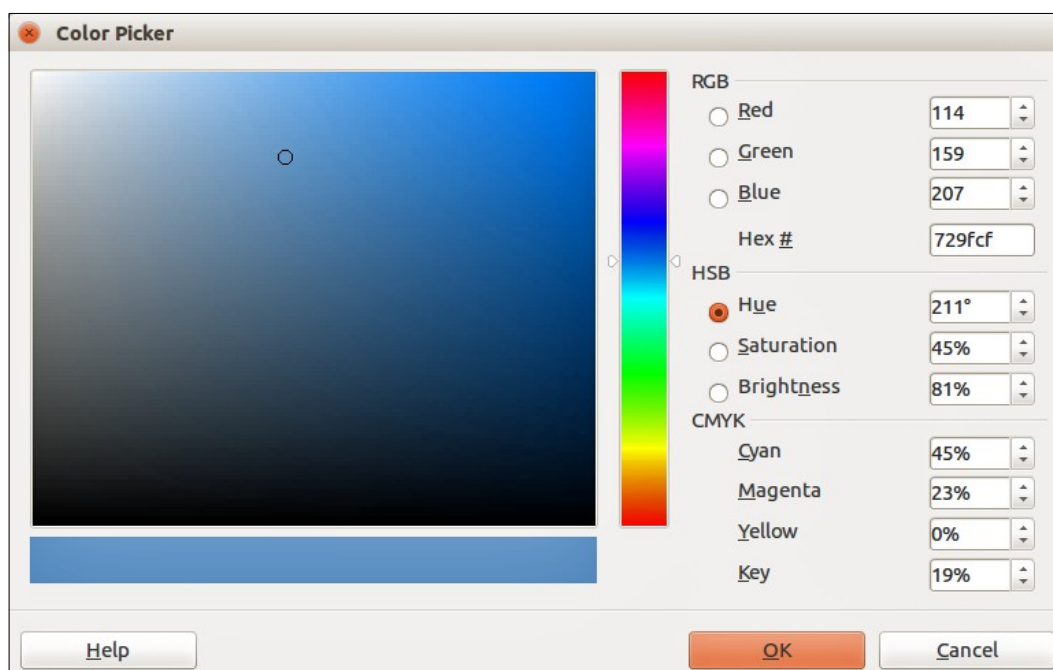 Color Picker
RGB
Red 114
Green 159
Blue 207
Hex # 729fcf
HSB
Hue 211°
Saturation 45%
Brightness 81%
CMYK
Cyan 45%
Magenta 23%
Yellow 0%
Key 19%
Help OK Cancel